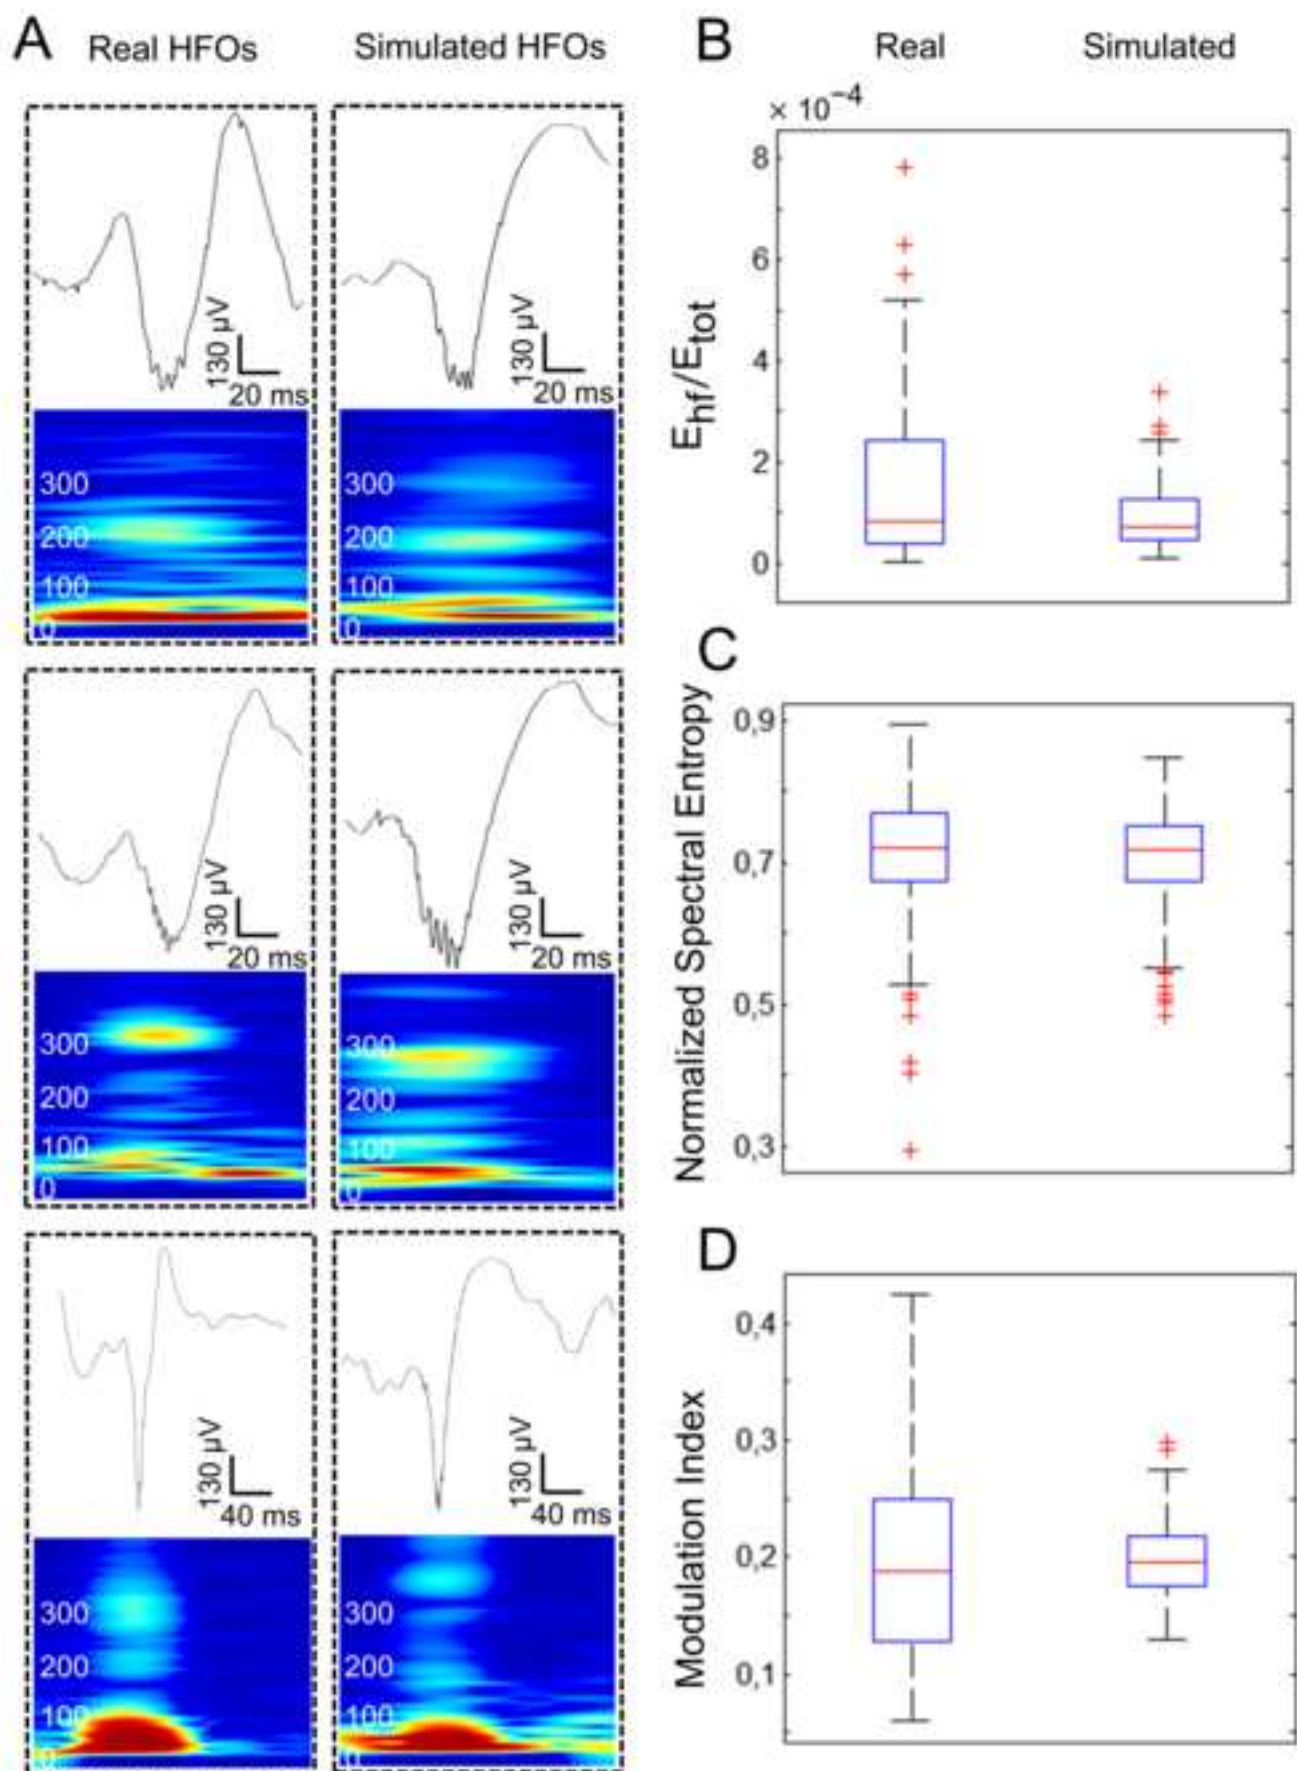 A Real HFOs Simulated HFOs
130 µV
20 ms
130 µV
20 ms
300
200
100
0
300
200
100
0
130 µV
20 ms
130 µV
20 ms
300
200
100
0
300
200
100
0
130 µV
40 ms
130 µV
40 ms
300
200
100
0
300
200
100
0
B Real Simulated
× 10⁻⁴
8
6
4
2
0
E_hf/E_tot
C
0,9
0,7
0,5
0,3
Normalized Spectral Entropy
D
0,4
0,3
0,2
0,1
Modulation Index